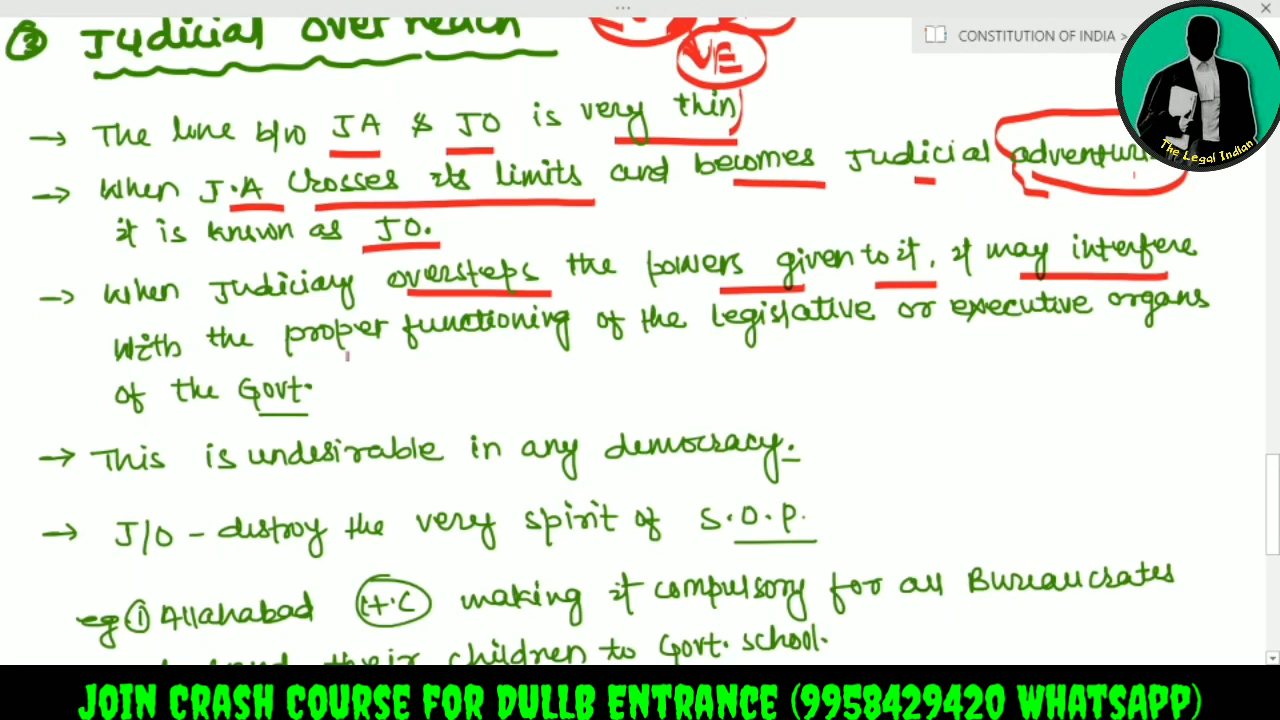 ③ Judicial Overreach
VE
CONSTITUTION OF INDIA >
The Legal Indian
→ The line b/w JA & JO is very thin
→ When J.A crosses its limits and becomes Judicial
it is known as JO.
→ When Judiciary oversteps the powers given to it, it may interfere
With the proper functioning of the legislative or executive organs
of the Govt.
→ This is undesirable in any democracy.
→ J/O - distroy the very spirit of S.O.P.
eg ① Allahabad H.C making it compulsory for all Bureaucrates
their children to Govt. school.
JOIN CRASH COURSE FOR DULLB ENTRANCE (9958429420 WHATSAPP)